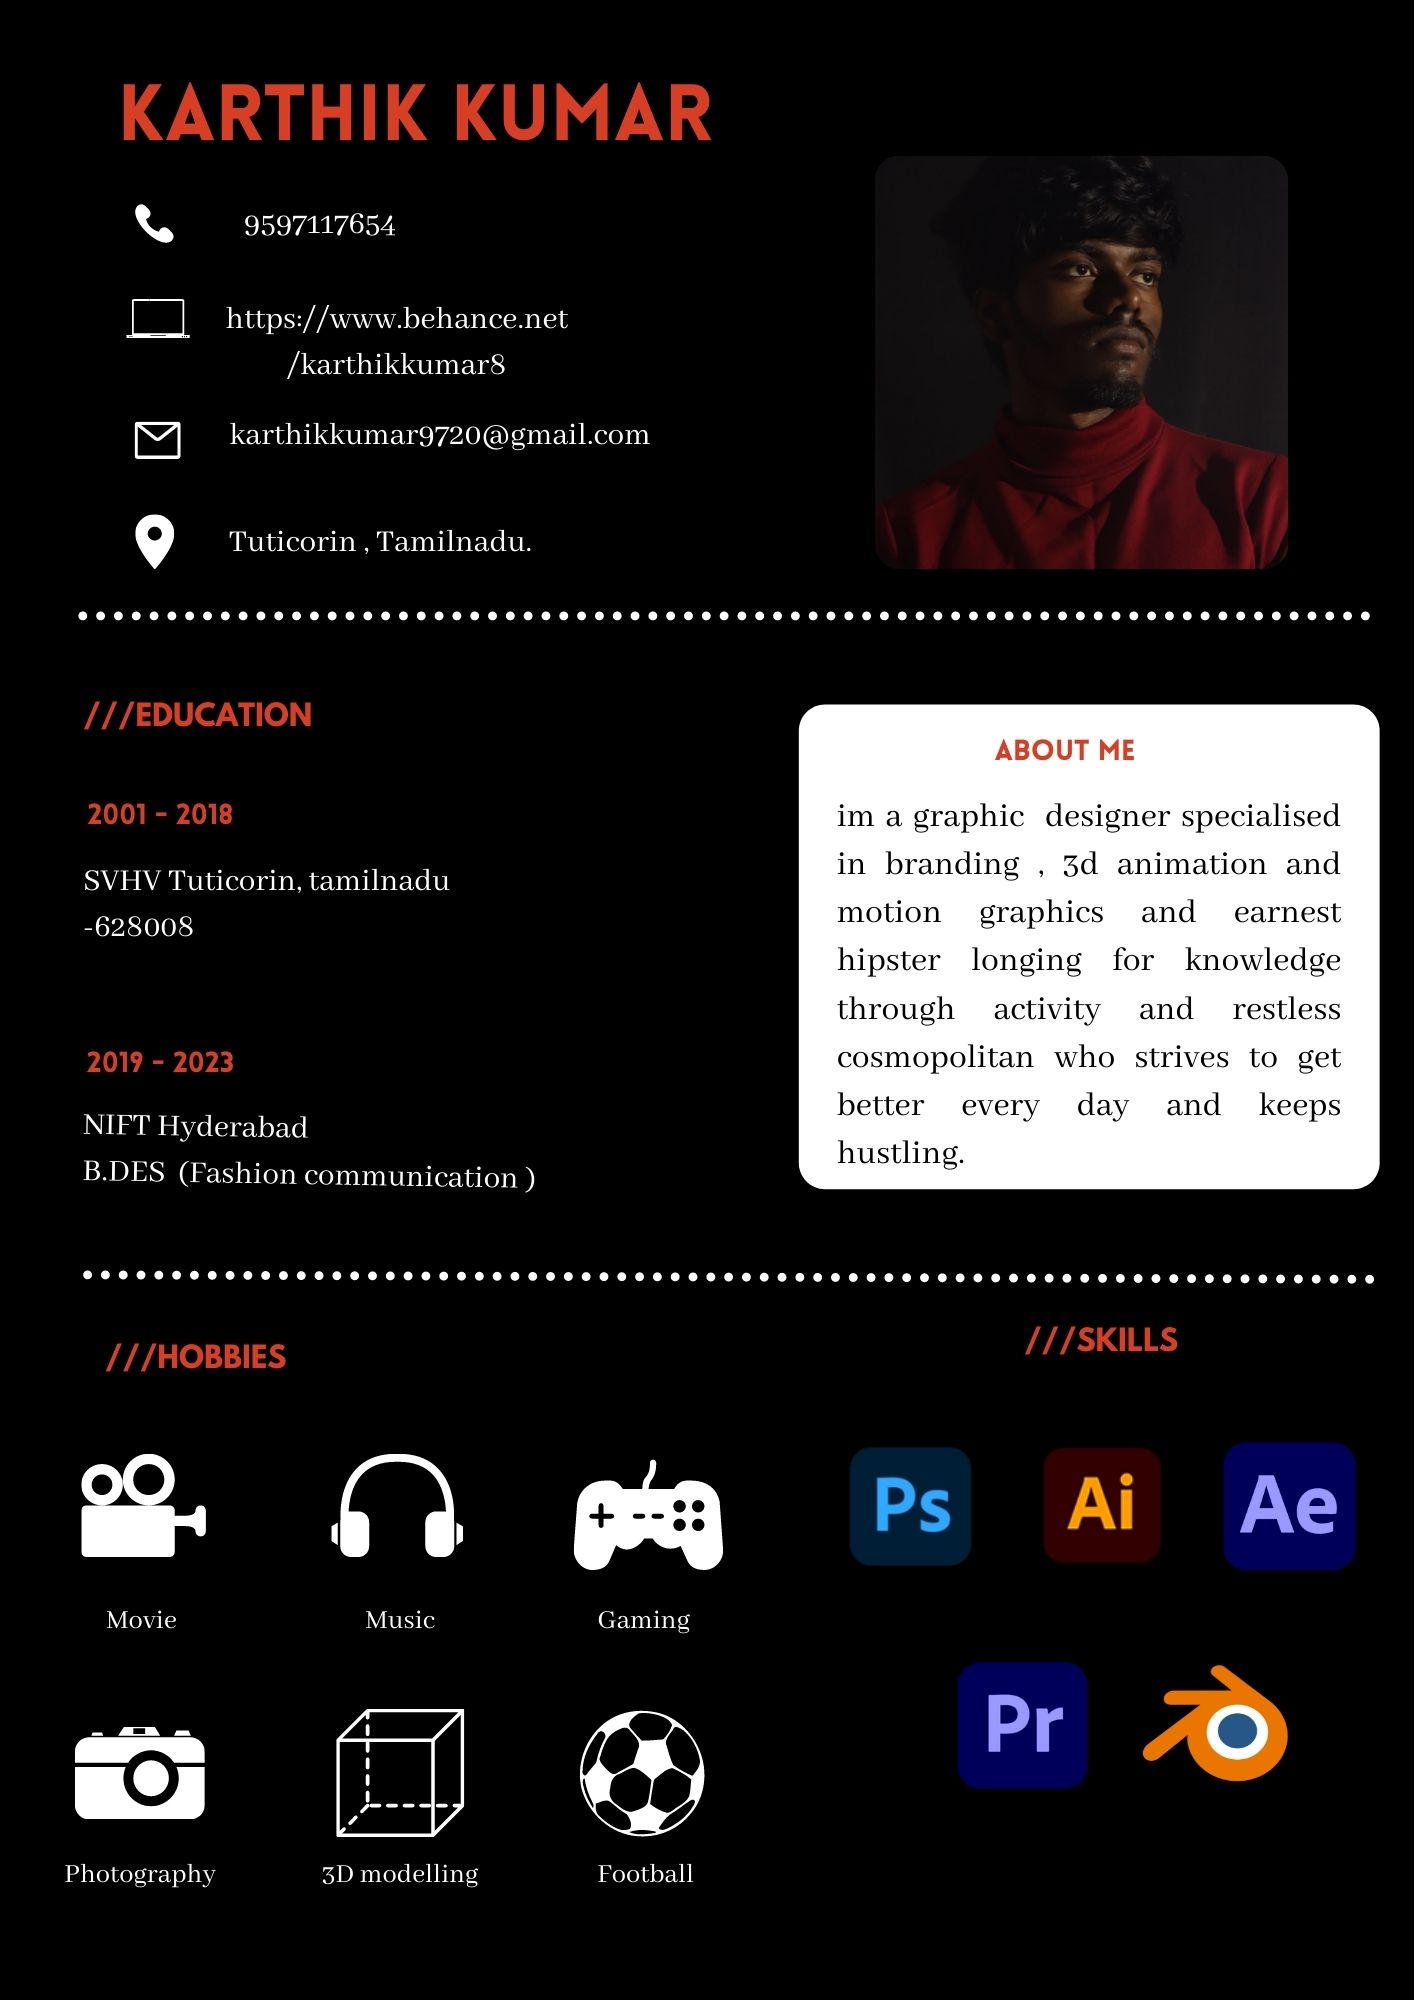 KARTHIK KUMAR
9597117654
https://www.behance.net
/karthikkumar8
karthikkumar9720@gmail.com
Tuticorin , Tamilnadu.
///EDUCATION
2001 - 2018
SVHV Tuticorin, tamilnadu
-628008
2019 - 2023
NIFT Hyderabad
B.DES (Fashion communication )
ABOUT ME
im a graphic designer specialised
in branding , 3d animation and
motion graphics and earnest
hipster longing for knowledge
through activity and restless
cosmopolitan who strives to get
better every day and keeps
hustling.
///HOBBIES
Movie
Music
Gaming
Photography
3D modelling
Football
///SKILLS
Ps
Ai
Ae
Pr